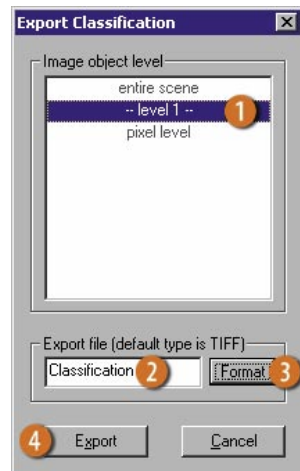 Export Classification
Image object level
entire scene
-- level 1 --
1
pixel level
Export file (default type is TIFF)
Classification 2 Format 3
4 Export Cancel